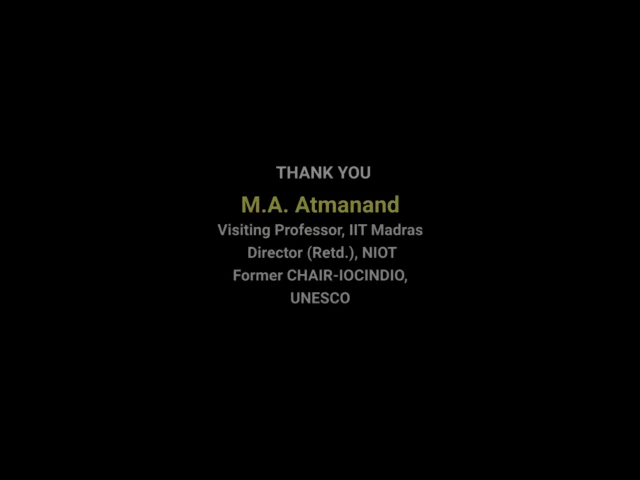 THANK YOU
M.A. Atmanand
Visiting Professor, IIT Madras
Director (Retd.), NIOT
Former CHAIR-IOCINDIO,
UNESCO